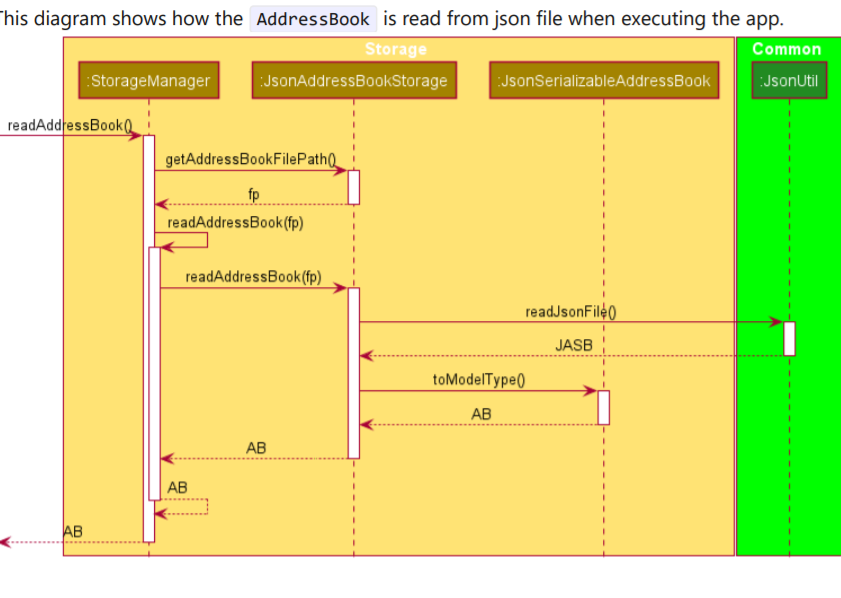 This diagram shows how the AddressBook is read from json file when executing the app.
Storage
Common
:StorageManager
:JsonAddressBookStorage
:JsonSerializableAddressBook
:JsonUtil
readAddressBook()
getAddressBookFilePath()
fp
readAddressBook(fp)
readAddressBook(fp)
readJsonFile()
JASB
toModelType()
AB
AB
AB
AB